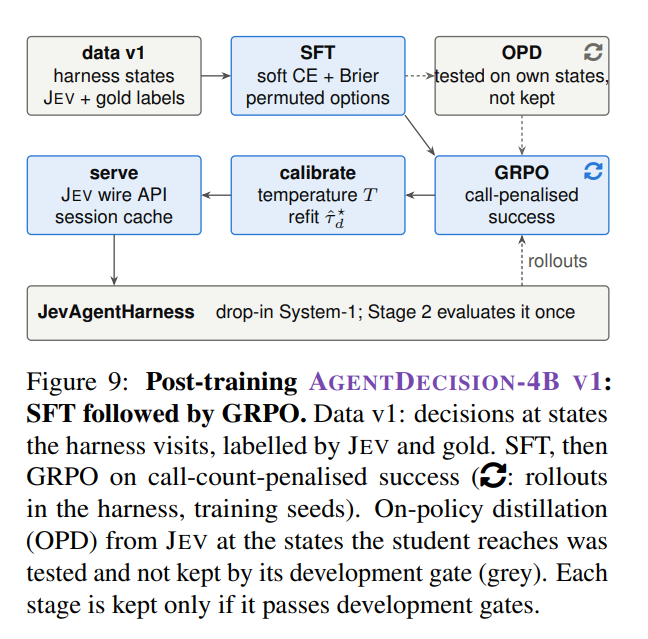 data v1
harness states
JEV + gold labels
SFT
soft CE + Brier
permuted options
OPD
tested on own states,
not kept
serve
JEV wire API
session cache
calibrate
temperature T
refit τ̂*_d
GRPO
call-penalised
success
rollouts
JevAgentHarness drop-in System-1; Stage 2 evaluates it once
Figure 9: Post-training AGENTDECISION-4B V1:
SFT followed by GRPO. Data v1: decisions at states
the harness visits, labelled by JEV and gold. SFT, then
GRPO on call-count-penalised success (🗘: rollouts
in the harness, training seeds). On-policy distillation
(OPD) from JEV at the states the student reaches was
tested and not kept by its development gate (grey). Each
stage is kept only if it passes development gates.